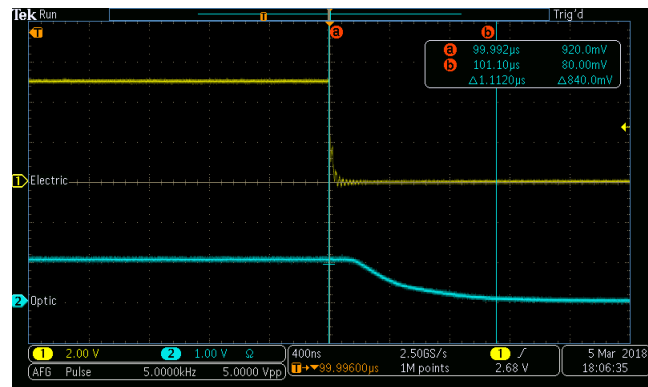 Tek Run Trig'd
T T
a b
a 99.992µs 920.0mV
b 101.10µs 80.00mV
△1.1120µs △840.0mV
1 Electric
2 Optic
1 2.00 V 2 1.00 V Ω 400ns 2.50GS/s 1 2.68 V 5 Mar 2018
AFG Pulse 5.0000kHz 5.0000 Vpp T→▼99.99600µs 1M points 18:06:35